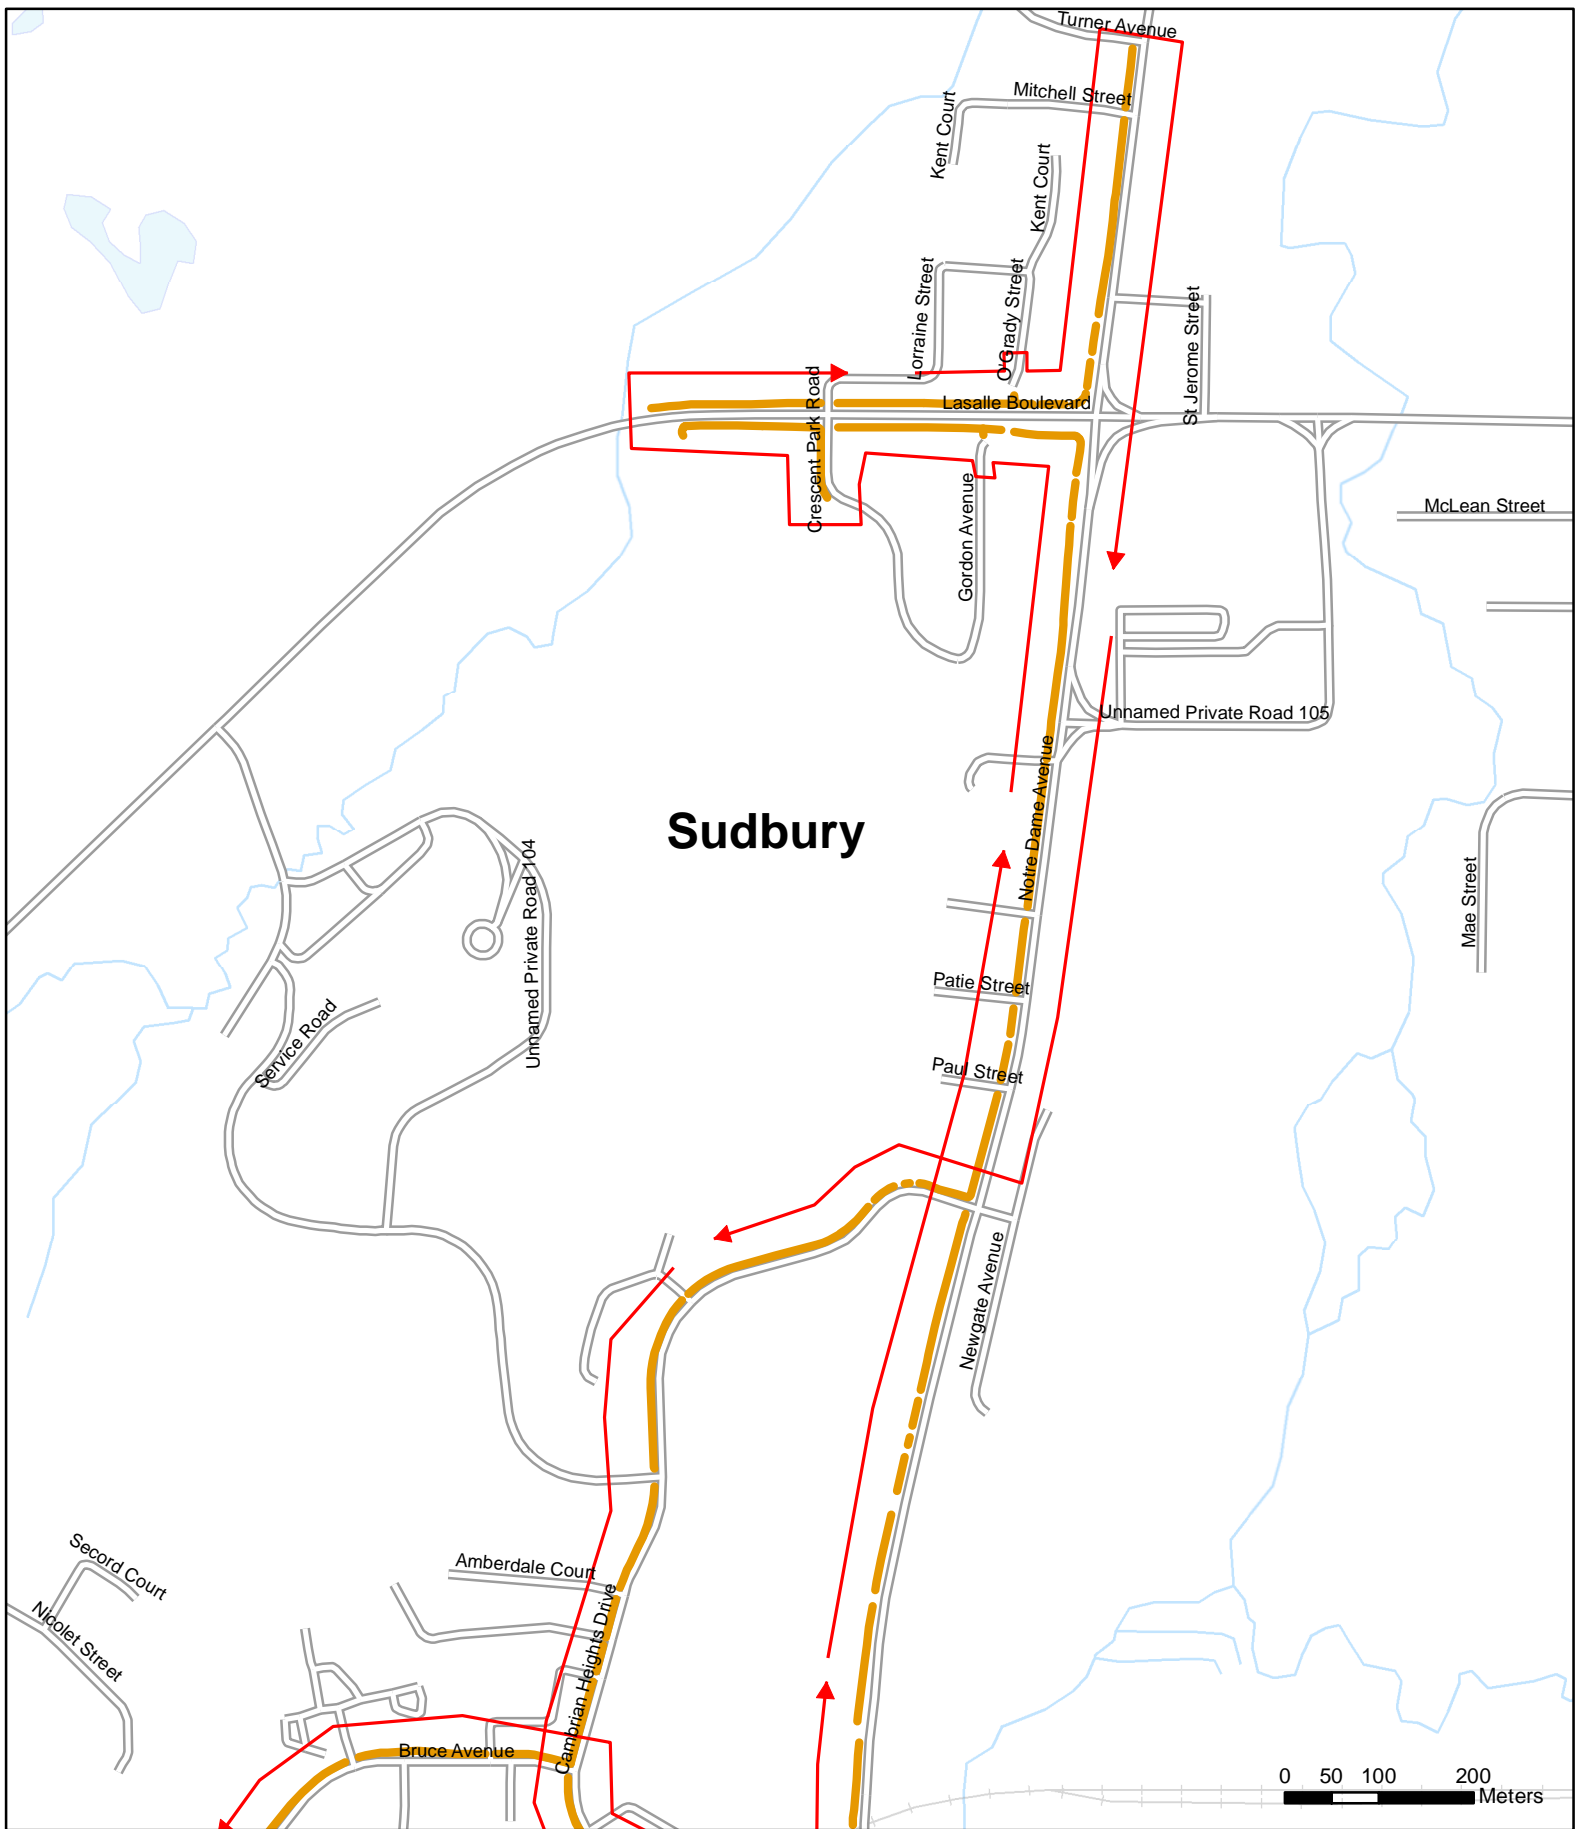 Turner Avenue
Mitchell Street
Kent Court
Kent Court
Lorraine Street
O'Grady Street
St Jerome Street
Crescent Park Road
Lasalle Boulevard
Gordon Avenue
McLean Street
Unnamed Private Road 105
Notre Dame Avenue
Sudbury
Unnamed Private Road 104
Mae Street
Patie Street
Service Road
Paul Street
Newgate Avenue
Second Court
Amberdale Court
Nicolet Street
Cambrian Heights Drive
Bruce Avenue
0 50 100 200
Meters